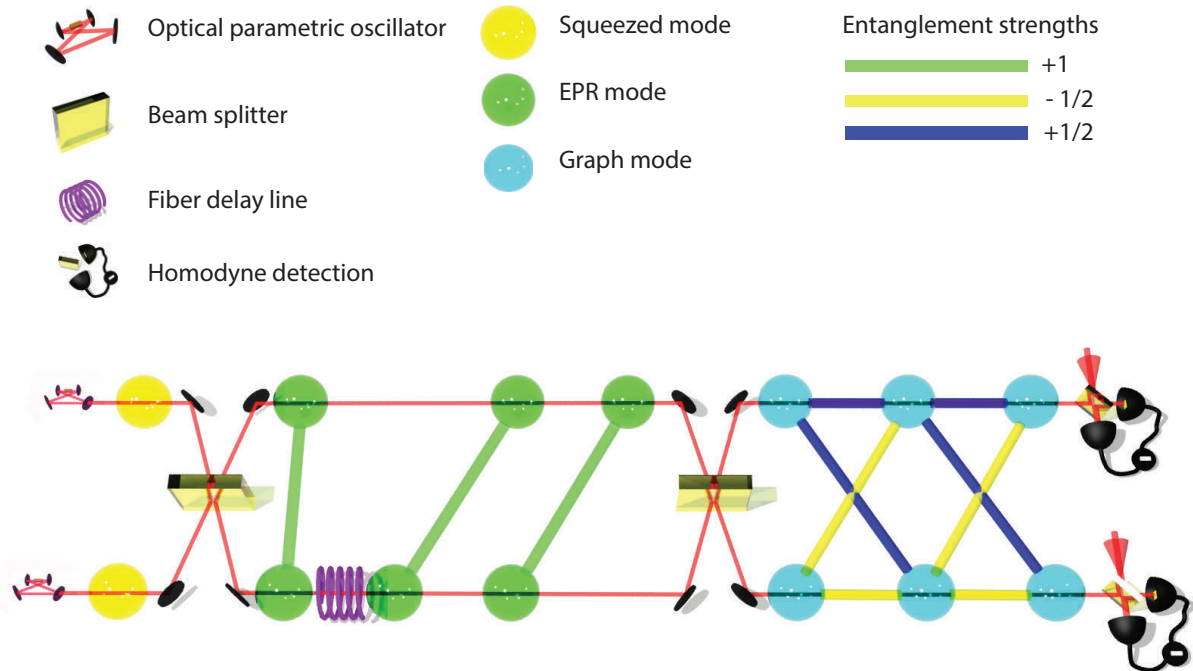 Optical parametric oscillator
Beam splitter
Fiber delay line
Homodyne detection
Squeezed mode
EPR mode
Graph mode
Entanglement strengths
+1
- 1/2
+1/2